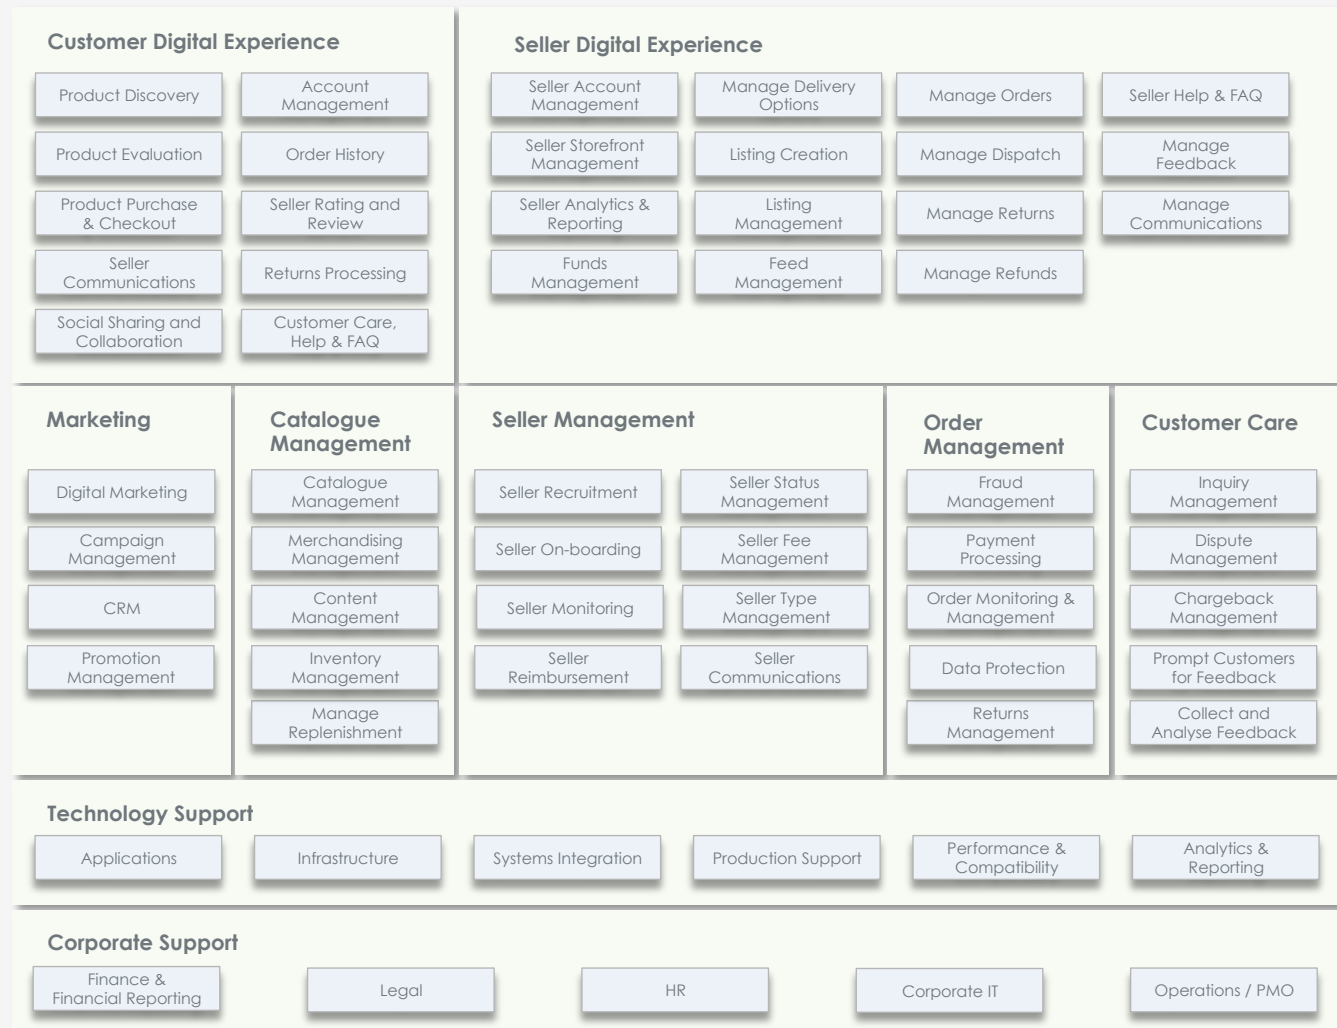 Customer Digital Experience
Product Discovery
Account
Management
Product Evaluation
Order History
Product Purchase
& Checkout
Seller Rating and
Review
Seller
Communications
Returns Processing
Social Sharing and
Collaboration
Customer Care,
Help & FAQ
Seller Digital Experience
Seller Account
Management
Manage Delivery
Options
Manage Orders
Seller Help & FAQ
Seller Storefront
Management
Listing Creation
Manage Dispatch
Manage
Feedback
Seller Analytics &
Reporting
Listing
Management
Manage Returns
Manage
Communications
Funds
Management
Feed
Management
Manage Refunds
Marketing
Digital Marketing
Campaign
Management
CRM
Promotion
Management
Catalogue
Management
Catalogue
Management
Merchandising
Management
Content
Management
Inventory
Management
Manage
Replenishment
Seller Management
Seller Recruitment
Seller Status
Management
Seller On-boarding
Seller Fee
Management
Seller Monitoring
Seller Type
Management
Seller
Reimbursement
Seller
Communications
Order
Management
Fraud
Management
Payment
Processing
Order Monitoring &
Management
Data Protection
Returns
Management
Customer Care
Inquiry
Management
Dispute
Management
Chargeback
Management
Prompt Customers
for Feedback
Collect and
Analyse Feedback
Technology Support
Applications
Infrastructure
Systems Integration
Production Support
Performance &
Compatibility
Analytics &
Reporting
Corporate Support
Finance &
Financial Reporting
Legal
HR
Corporate IT
Operations / PMO